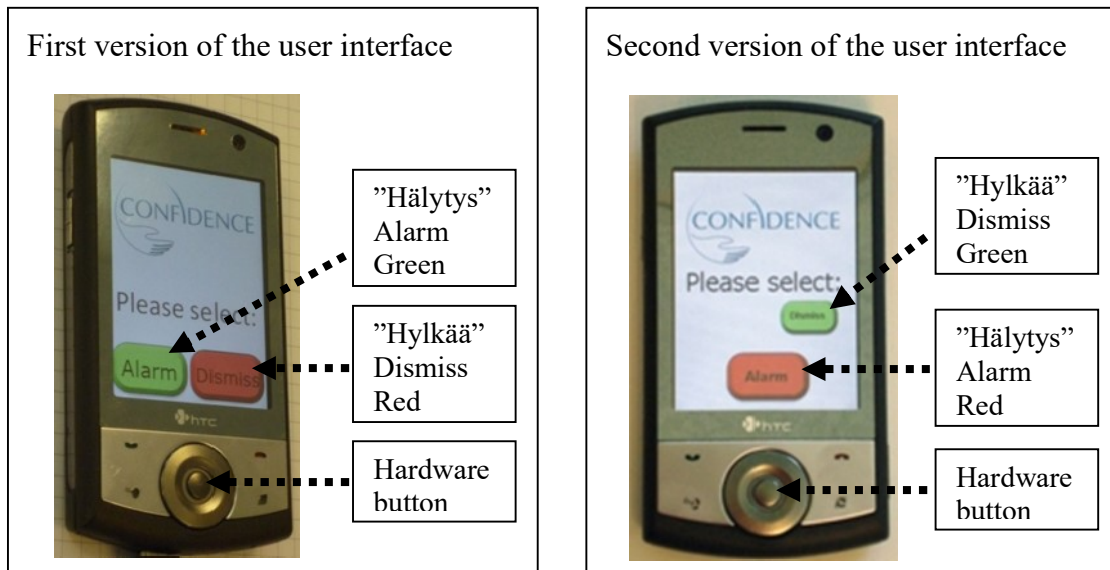 First version of the user interface
CONFIDENCE
Please select:
Alarm
Dismiss
htc
”Hälytys”
Alarm
Green
”Hylkää”
Dismiss
Red
Hardware
button
Second version of the user interface
CONFIDENCE
Please select:
Dismiss
Alarm
htc
”Hylkää”
Dismiss
Green
”Hälytys”
Alarm
Red
Hardware
button